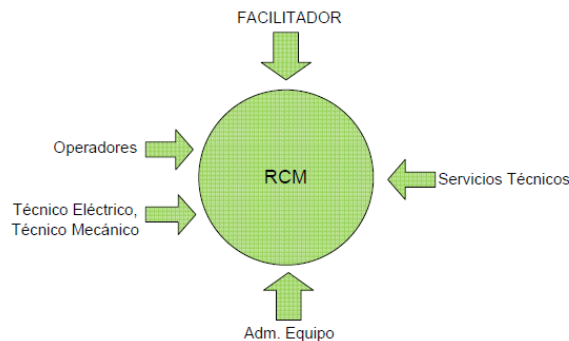 FACILITADOR
Operadores
RCM
Servicios Técnicos
Técnico Eléctrico,
Técnico Mecánico
Adm. Equipo